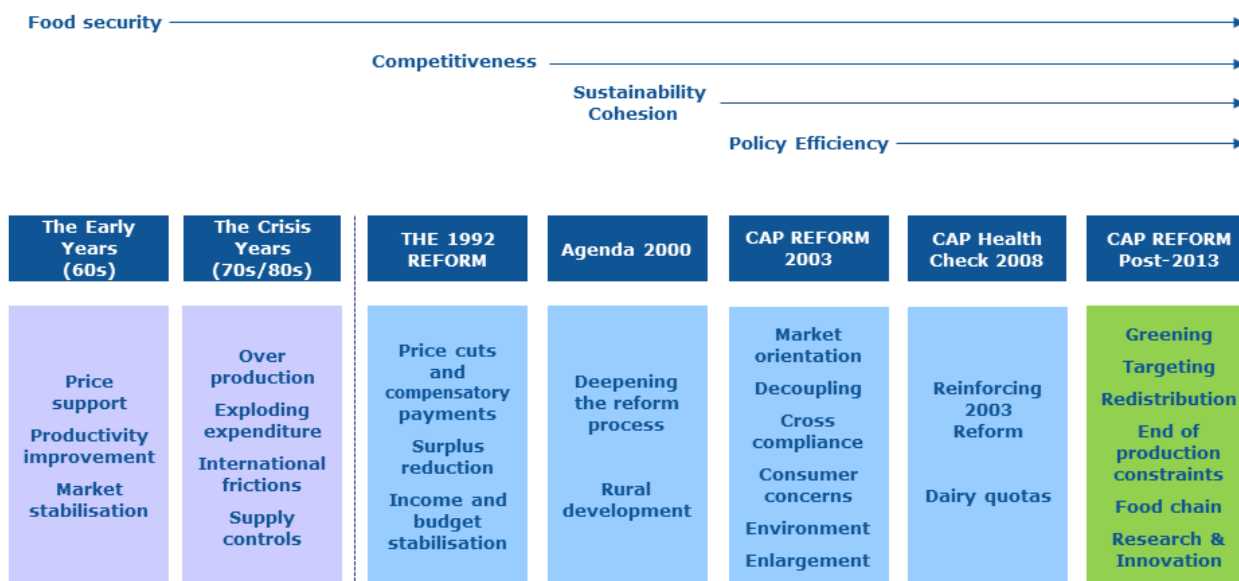 Food security
Competitiveness
Sustainability
Cohesion
Policy Efficiency
The Early
Years
(60s)
The Crisis
Years
(70s/80s)
THE 1992
REFORM
Agenda 2000
CAP REFORM
2003
CAP Health
Check 2008
CAP REFORM
Post-2013
Price
support
Productivity
improvement
Market
stabilisation
Over
production
Exploding
expenditure
International
frictions
Supply
controls
Price cuts
and
compensatory
payments
Surplus
reduction
Income and
budget
stabilisation
Deepening
the reform
process
Rural
development
Market
orientation
Decoupling
Cross
compliance
Consumer
concerns
Environment
Enlargement
Reinforcing
2003
Reform
Dairy quotas
Greening
Targeting
Redistribution
End of
production
constraints
Food chain
Research &
Innovation